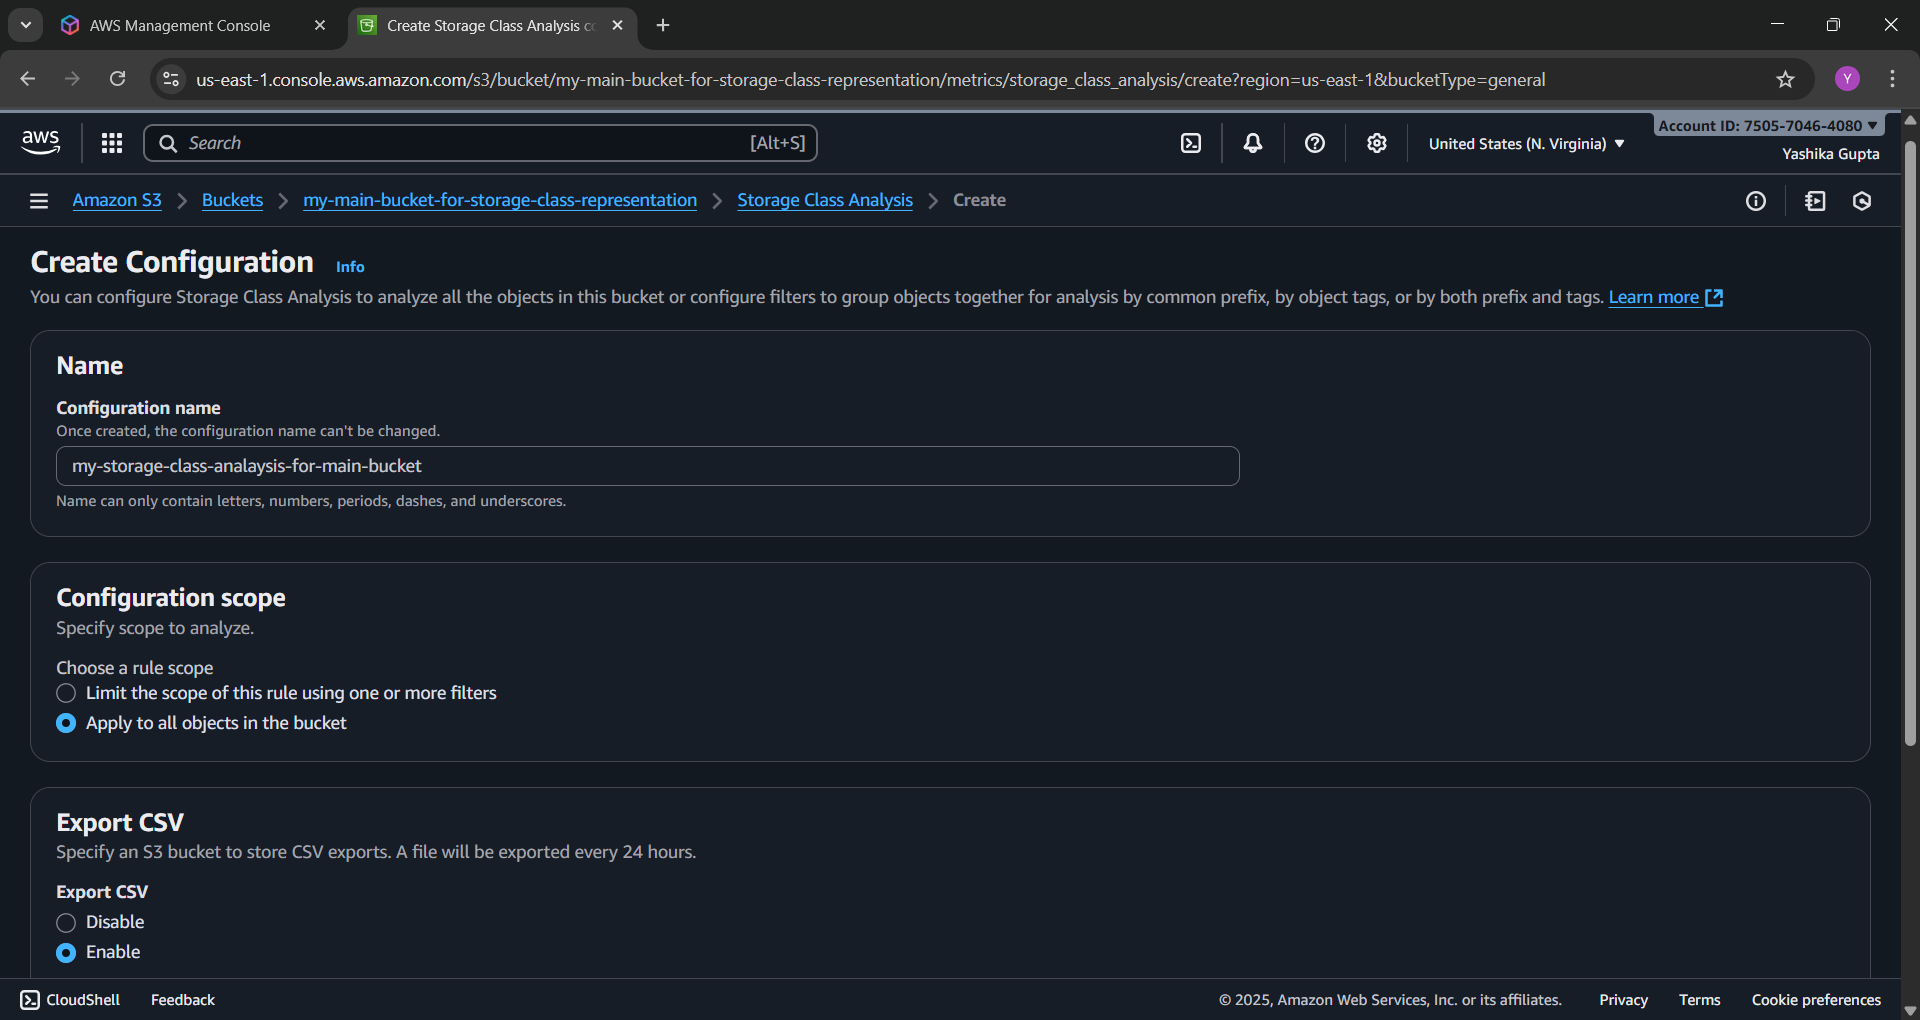 AWS Management Console
Create Storage Class Analysis co
us-east-1.console.aws.amazon.com/s3/bucket/my-main-bucket-for-storage-class-representation/metrics/storage_class_analysis/create?region=us-east-1&bucketType=general
Y
aws
Search
[Alt+S]
United States (N. Virginia) ▼
Account ID: 7505-7046-4080 ▼
Yashika Gupta
Amazon S3 > Buckets > my-main-bucket-for-storage-class-representation > Storage Class Analysis > Create
Create Configuration Info
You can configure Storage Class Analysis to analyze all the objects in this bucket or configure filters to group objects together for analysis by common prefix, by object tags, or by both prefix and tags. Learn more
Name
Configuration name
Once created, the configuration name can't be changed.
my-storage-class-analaysis-for-main-bucket
Name can only contain letters, numbers, periods, dashes, and underscores.
Configuration scope
Specify scope to analyze.
Choose a rule scope
Limit the scope of this rule using one or more filters
Apply to all objects in the bucket
Export CSV
Specify an S3 bucket to store CSV exports. A file will be exported every 24 hours.
Export CSV
Disable
Enable
CloudShell Feedback © 2025, Amazon Web Services, Inc. or its affiliates. Privacy Terms Cookie preferences